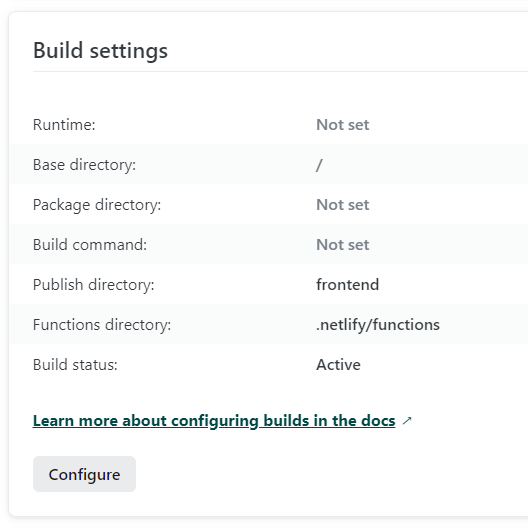 Build settings
Runtime: Not set
Base directory: /
Package directory: Not set
Build command: Not set
Publish directory: frontend
Functions directory: .netlify/functions
Build status: Active
Learn more about configuring builds in the docs ↗
Configure